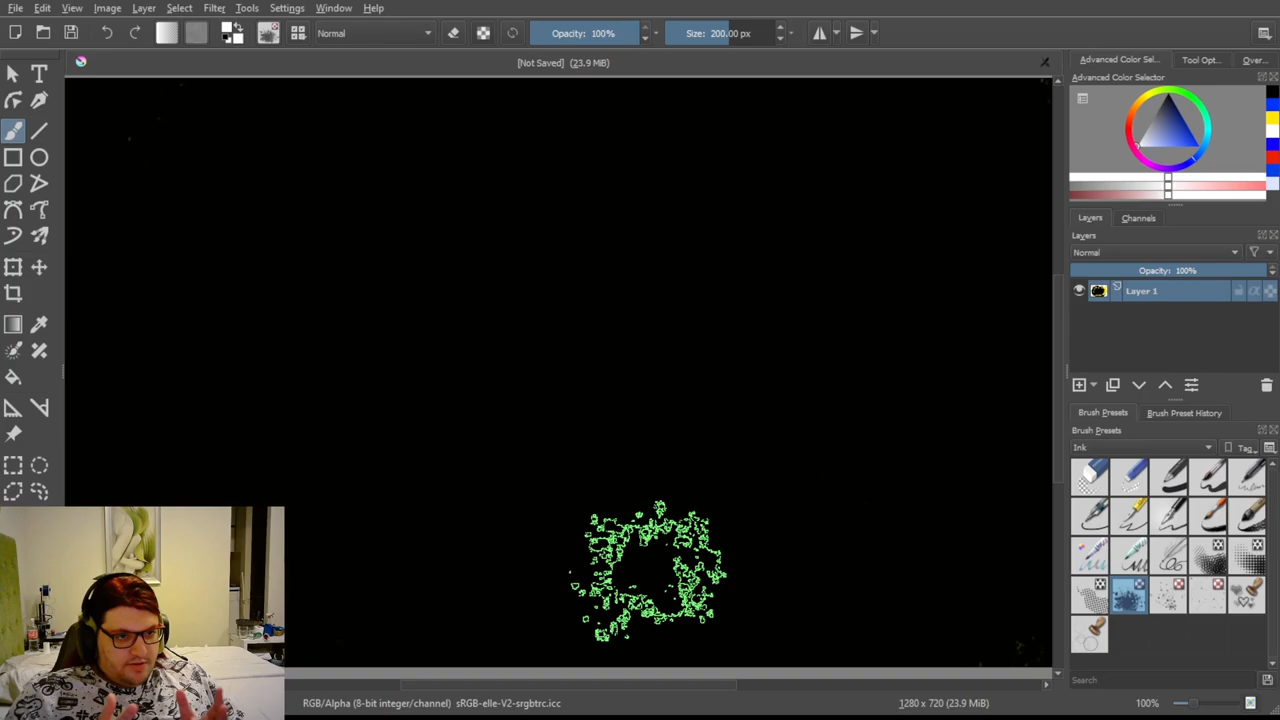 File Edit View Image Layer Select Filter Tools Settings Window Help
Normal Opacity: 100% Size: 200.00 px
[Not Saved] (23.9 MiB)
Advanced Color Sel... Tool Opt... Over...
Advanced Color Selector
Layers Channels
Layers
Normal
Opacity: 100%
Layer 1
Brush Presets Brush Preset History
Brush Presets
Ink Tag
Search
RGB/Alpha (8-bit integer/channel) sRGB-elle-V2-srgbtrc.icc 1280 x 720 (23.9 MiB) 100%